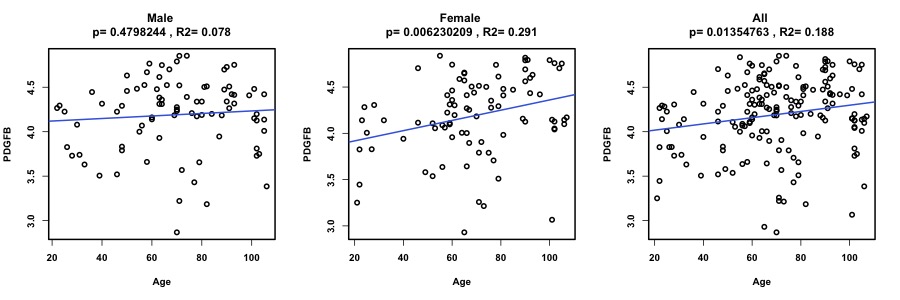 Male
p= 0.4798244 , R2= 0.078
PDGFB
4.5
4.0
3.5
3.0
20 40 60 80 100
Age
Female
p= 0.006230209 , R2= 0.291
PDGFB
4.5
4.0
3.5
3.0
20 40 60 80 100
Age
All
p= 0.01354763 , R2= 0.188
PDGFB
4.5
4.0
3.5
3.0
20 40 60 80 100
Age